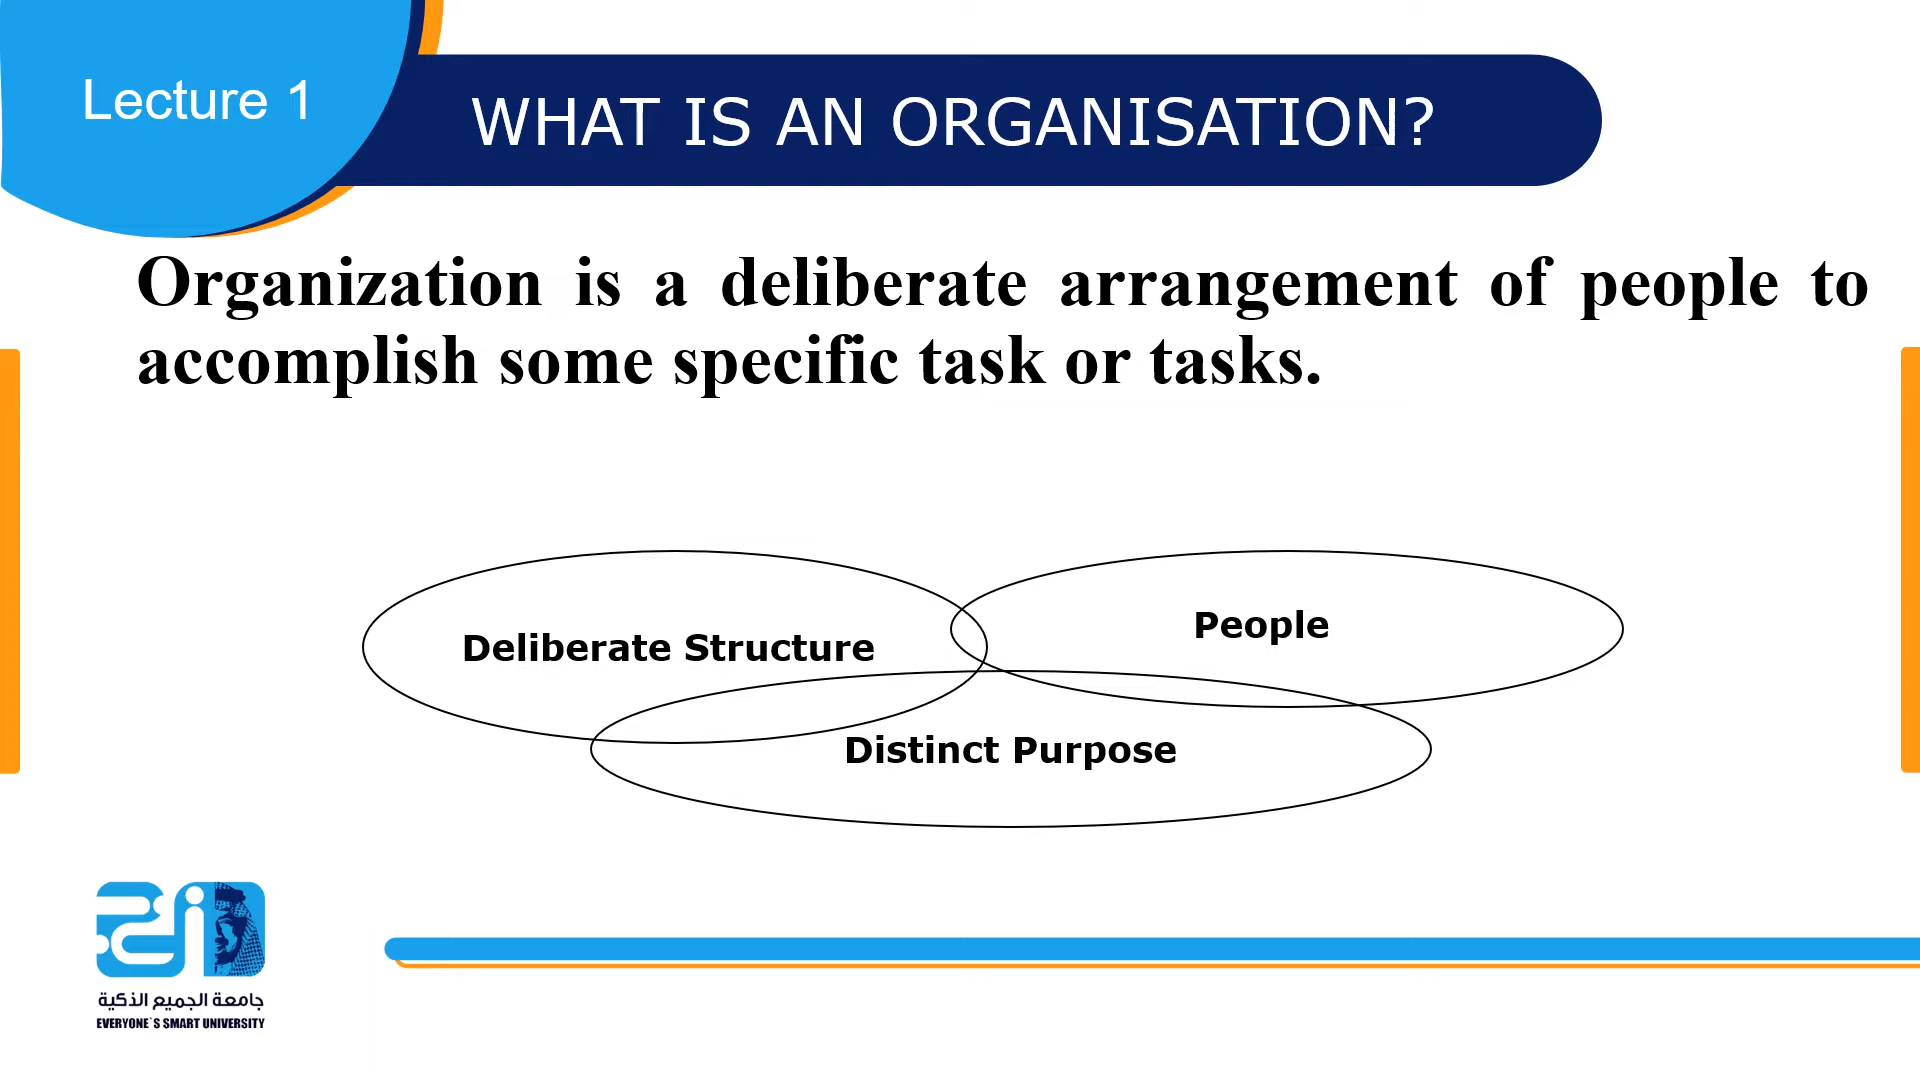 Lecture 1
WHAT IS AN ORGANISATION?
Organization is a deliberate arrangement of people to
accomplish some specific task or tasks.
Deliberate Structure
People
Distinct Purpose
جامعة الجميع الذكية
EVERYONE`S SMART UNIVERSITY